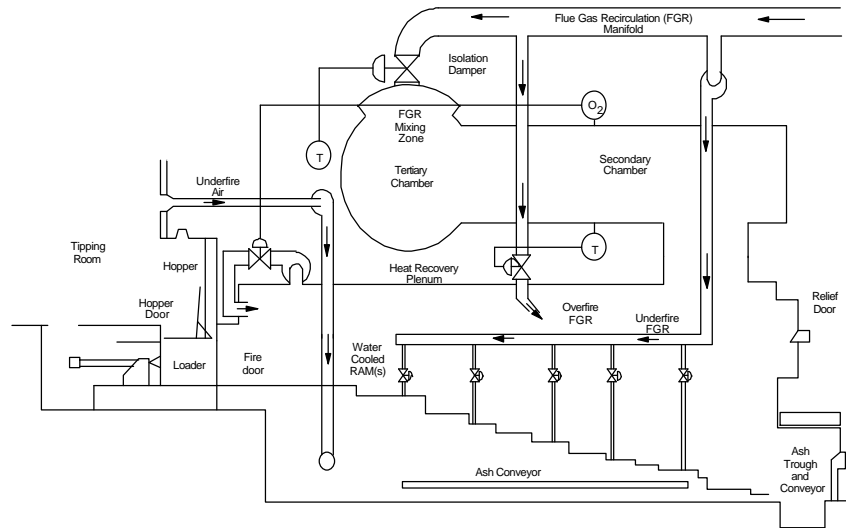 Flue Gas Recirculation (FGR)
Manifold
Isolation
Damper
O2
FGR
Mixing
Zone
T
Tertiary
Chamber
Secondary
Chamber
Underfire
Air
Tipping
Room
Hopper
T
Heat Recovery
Plenum
Hopper
Door
Overfire
FGR
Underfire
FGR
Relief
Door
Loader
Fire
door
Water
Cooled
RAM(s)
Ash Conveyor
Ash
Trough
and
Conveyor